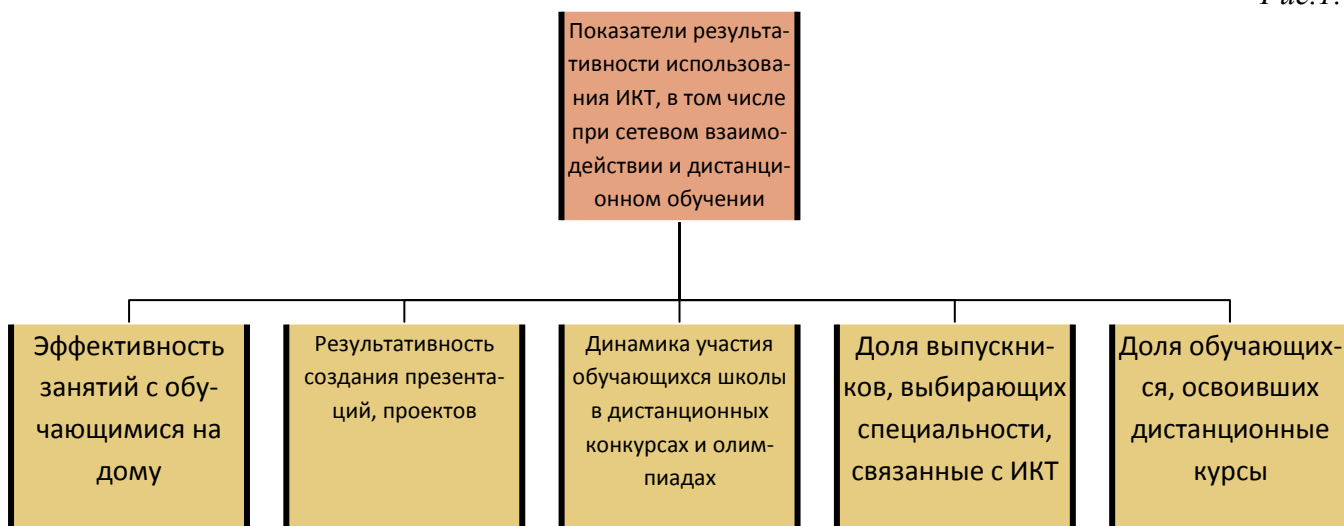 Рис.1.
Показатели результа-
тивности использова-
ния ИКТ, в том числе
при сетевом взаимо-
действии и дистанци-
онном обучении
Эффективность
занятий с обу-
чающимися на
дому
Результативность
создания презента-
ций, проектов
Динамика участия
обучающихся школы
в дистанционных
конкурсах и олим-
пиадах
Доля выпускни-
ков, выбирающих
специальности,
связанные с ИКТ
Доля обучающих-
ся, освоивших
дистанционные
курсы